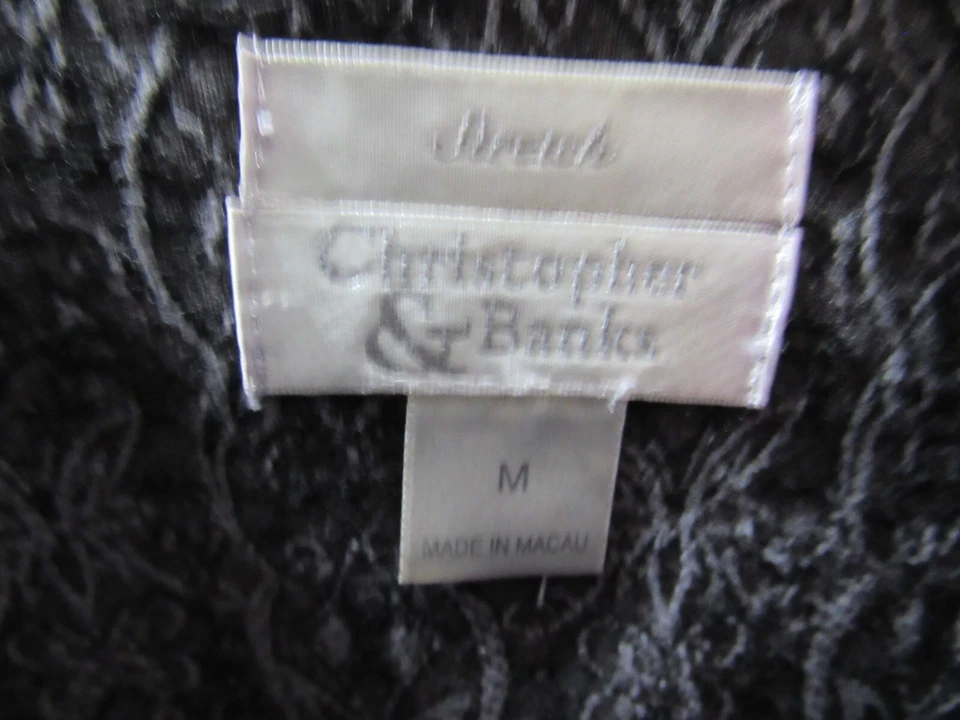 Stretch
Christopher
& Banks
M
MADE IN MACAU